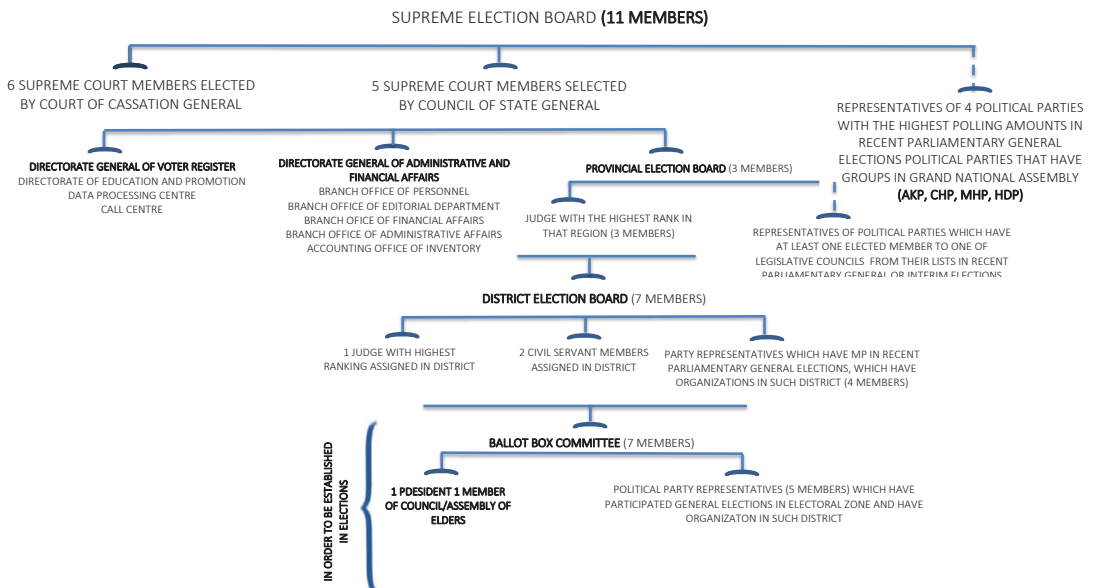 SUPREME ELECTION BOARD (11 MEMBERS)
6 SUPREME COURT MEMBERS ELECTED
BY COURT OF CASSATION GENERAL
5 SUPREME COURT MEMBERS SELECTED
BY COUNCIL OF STATE GENERAL
REPRESENTATIVES OF 4 POLITICAL PARTIES
WITH THE HIGHEST POLLING AMOUNTS IN
RECENT PARLIAMENTARY GENERAL
ELECTIONS POLITICAL PARTIES THAT HAVE
GROUPS IN GRAND NATIONAL ASSEMBLY
(AKP, CHP, MHP, HDP)
DIRECTORATE GENERAL OF VOTER REGISTER
DIRECTORATE OF EDUCATION AND PROMOTION
DATA PROCESSING CENTRE
CALL CENTRE
DIRECTORATE GENERAL OF ADMINISTRATIVE AND
FINANCIAL AFFAIRS
BRANCH OFFICE OF PERSONNEL
BRANCH OFFICE OF EDITORIAL DEPARTMENT
BRANCH OFICE OF FINANCIAL AFFAIRS
BRANCH OFFICE OF ADMINISTRATIVE AFFAIRS
ACCOUNTING OFFICE OF INVENTORY
PROVINCIAL ELECTION BOARD (3 MEMBERS)
JUDGE WITH THE HIGHEST RANK IN
THAT REGION (3 MEMBERS)
REPRESENTATIVES OF POLITICAL PARTIES WHICH HAVE
AT LEAST ONE ELECTED MEMBER TO ONE OF
LEGISLATIVE COUNCILS FROM THEIR LISTS IN RECENT
PARLIAMENTARY GENERAL OR INTERIM ELECTIONS
DISTRICT ELECTION BOARD (7 MEMBERS)
1 JUDGE WITH HIGHEST
RANKING ASSIGNED IN DISTRICT
2 CIVIL SERVANT MEMBERS
ASSIGNED IN DISTRICT
PARTY REPRESENTATIVES WHICH HAVE MP IN RECENT
PARLIAMENTARY GENERAL ELECTIONS, WHICH HAVE
ORGANIZATIONS IN SUCH DISTRICT (4 MEMBERS)
IN ORDER TO BE ESTABLISHED
IN ELECTIONS
BALLOT BOX COMMITTEE (7 MEMBERS)
1 PDESIDENT 1 MEMBER
OF COUNCIL/ASSEMBLY OF
ELDERS
POLITICAL PARTY REPRESENTATIVES (5 MEMBERS) WHICH HAVE
PARTICIPATED GENERAL ELECTIONS IN ELECTORAL ZONE AND HAVE
ORGANIZATON IN SUCH DISTRICT